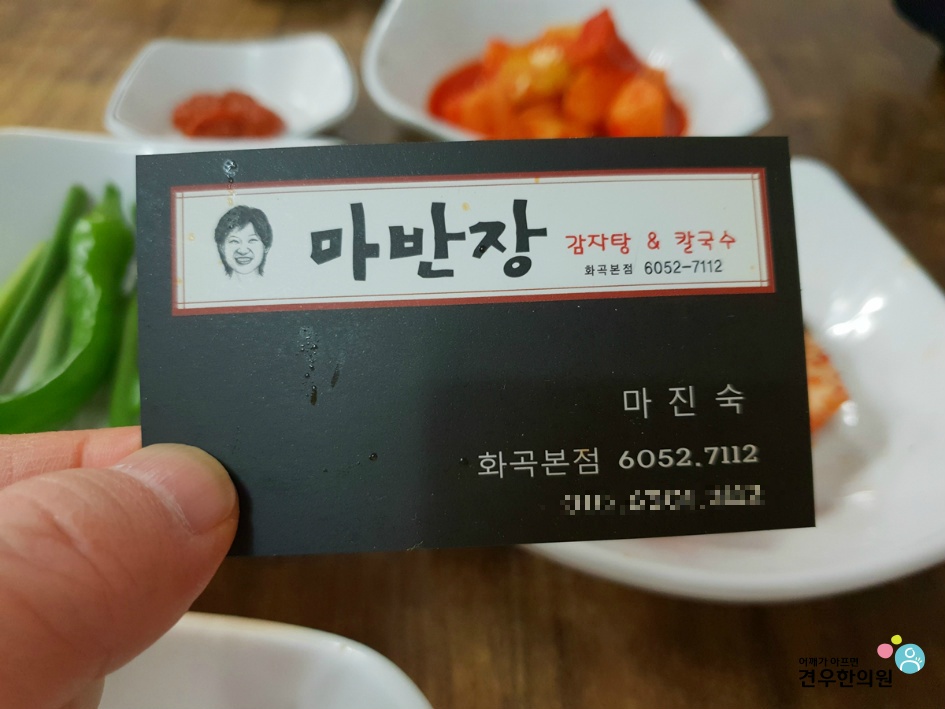 마반장
감자탕 & 칼국수
화곡본점 6052-7112
마 진 숙
화곡본점 6052.7112
어깨가 아프면
견우한의원